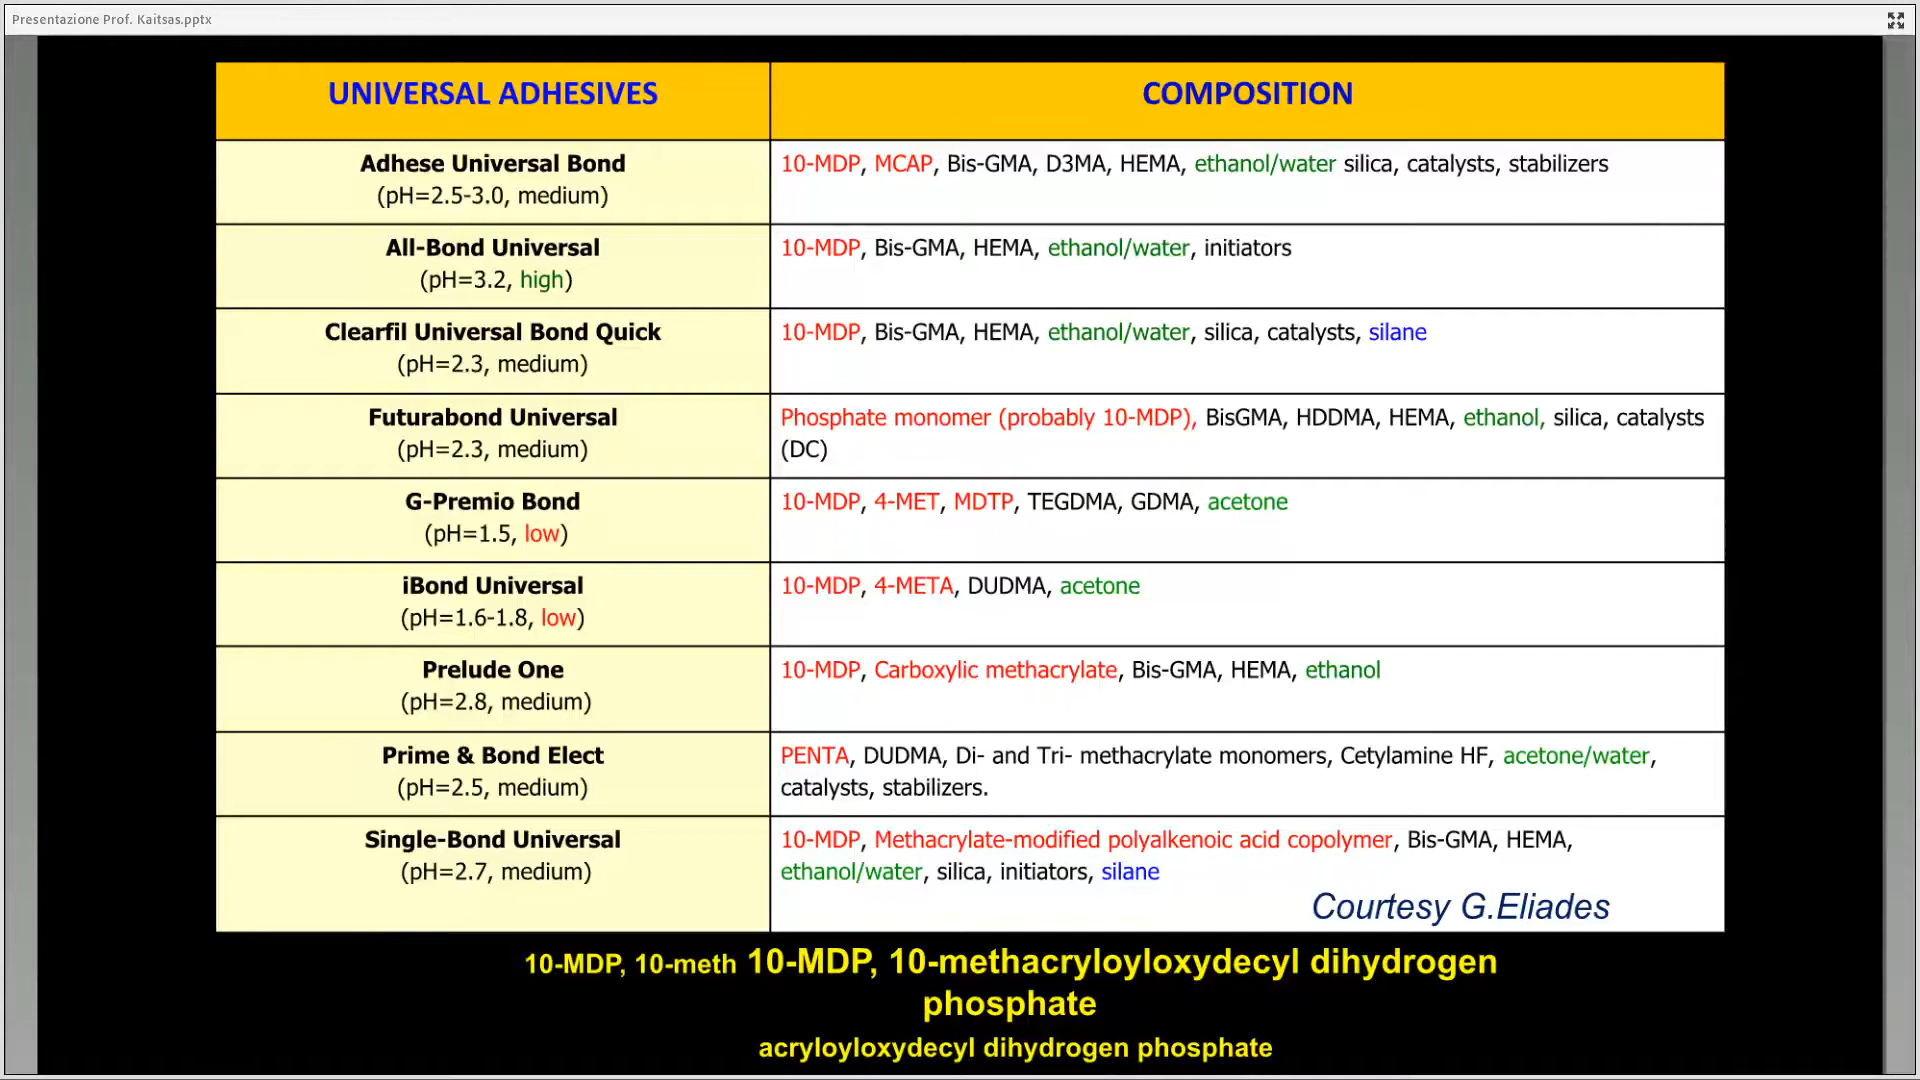 Presentazione Prof. Kaitsas.pptx
UNIVERSAL ADHESIVES
COMPOSITION
Adhese Universal Bond
(pH=2.5-3.0, medium)
10-MDP, MCAP, Bis-GMA, D3MA, HEMA, ethanol/water silica, catalysts, stabilizers
All-Bond Universal
(pH=3.2, high)
10-MDP, Bis-GMA, HEMA, ethanol/water, initiators
Clearfil Universal Bond Quick
(pH=2.3, medium)
10-MDP, Bis-GMA, HEMA, ethanol/water, silica, catalysts, silane
Futurabond Universal
(pH=2.3, medium)
Phosphate monomer (probably 10-MDP), BisGMA, HDDMA, HEMA, ethanol, silica, catalysts
(DC)
G-Premio Bond
(pH=1.5, low)
10-MDP, 4-MET, MDTP, TEGDMA, GDMA, acetone
iBond Universal
(pH=1.6-1.8, low)
10-MDP, 4-META, DUDMA, acetone
Prelude One
(pH=2.8, medium)
10-MDP, Carboxylic methacrylate, Bis-GMA, HEMA, ethanol
Prime & Bond Elect
(pH=2.5, medium)
PENTA, DUDMA, Di- and Tri- methacrylate monomers, Cetylamine HF, acetone/water,
catalysts, stabilizers.
Single-Bond Universal
(pH=2.7, medium)
10-MDP, Methacrylate-modified polyalkenoic acid copolymer, Bis-GMA, HEMA,
ethanol/water, silica, initiators, silane
Courtesy G.Eliades
10-MDP, 10-meth 10-MDP, 10-methacryloyloxydecyl dihydrogen
phosphate
acryloyloxydecyl dihydrogen phosphate